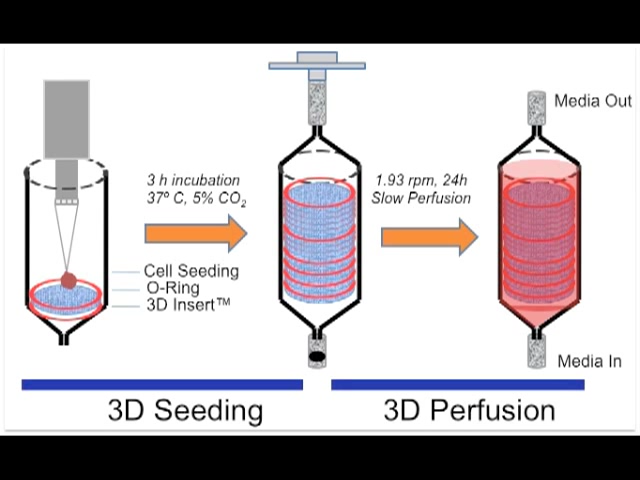 Media Out
3 h incubation
37º C, 5% CO₂
1.93 rpm, 24h
Slow Perfusion
Cell Seeding
O-Ring
3D Insert™
Media In
3D Seeding
3D Perfusion